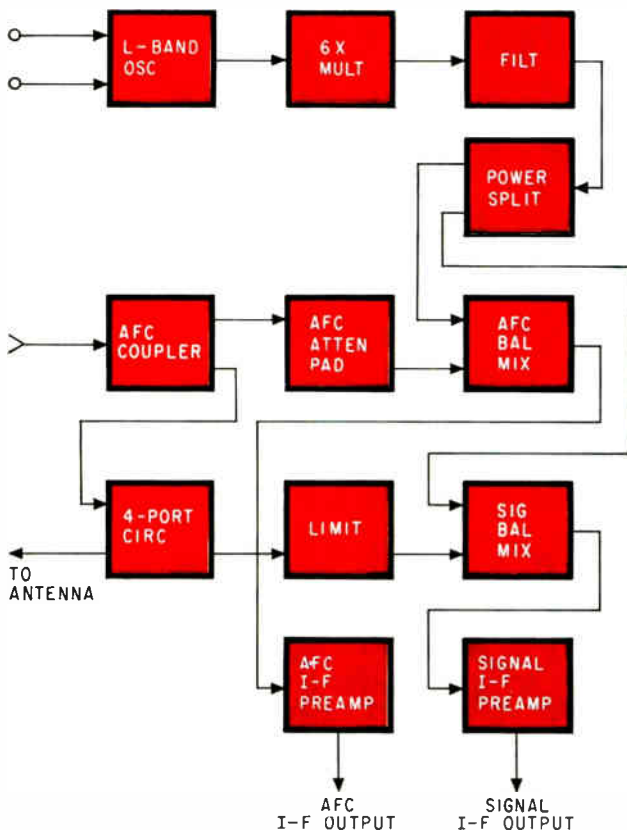 L-BAND
OSC
6X
MULT
FILT
POWER
SPLIT
AFC
COUPLER
AFC
ATTEN
PAD
AFC
BAL
MIX
4-PORT
CIRC
LIMIT
SIG
BAL
MIX
TO
ANTENNA
AFC
I-F
PREAMP
SIGNAL
I-F
PREAMP
AFC
I-F OUTPUT
SIGNAL
I-F OUTPUT